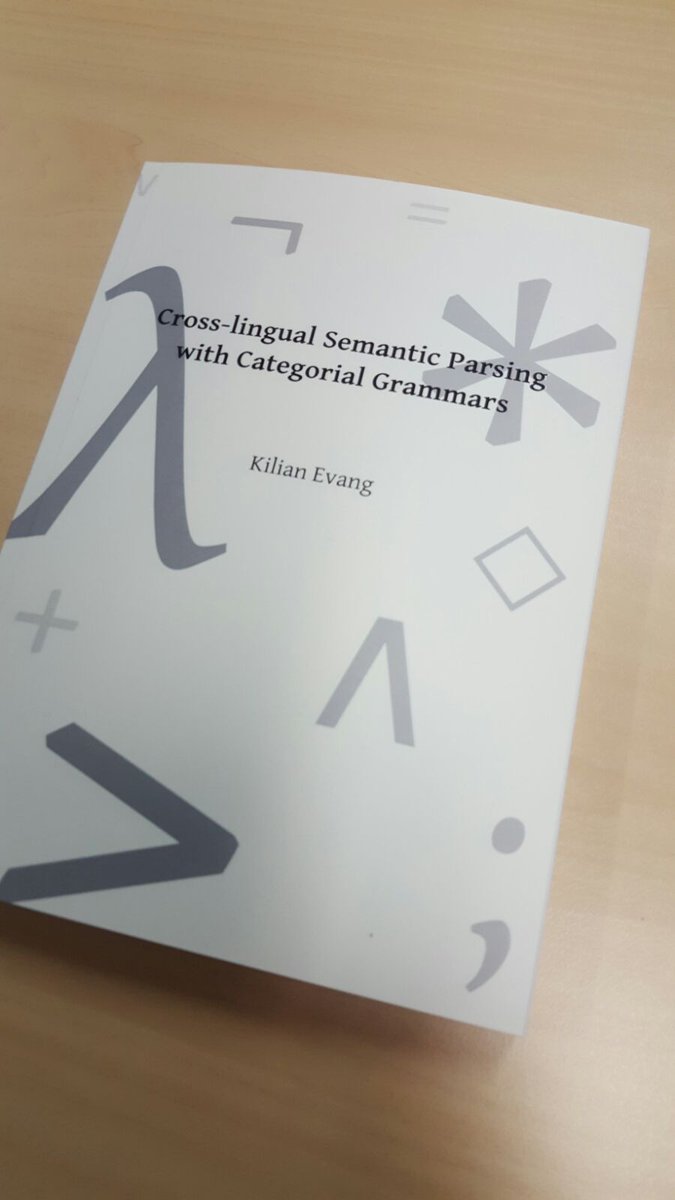 ∨
¬
=
λ
*
Cross-lingual Semantic Parsing
with Categorial Grammars
Kilian Evang
◇
+
∧
>
;